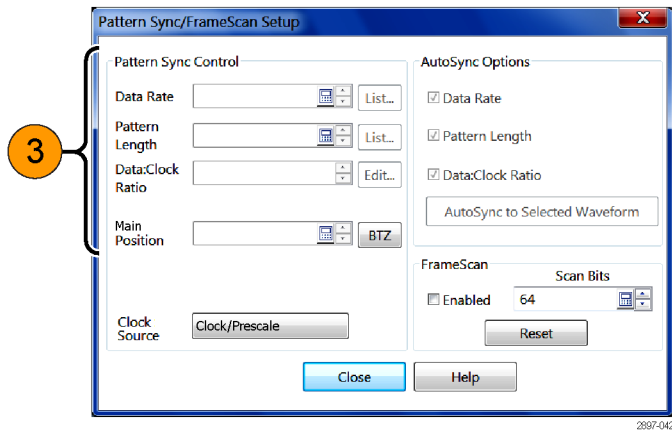 Pattern Sync/FrameScan Setup
X
3
Pattern Sync Control
Data Rate
List...
Pattern
Length
List...
Data:Clock
Ratio
Edit...
Main
Position
BTZ
Clock
Source
Clock/Prescale
AutoSync Options
Data Rate
Pattern Length
Data:Clock Ratio
AutoSync to Selected Waveform
FrameScan
Scan Bits
Enabled
64
Reset
Close
Help
2897-042